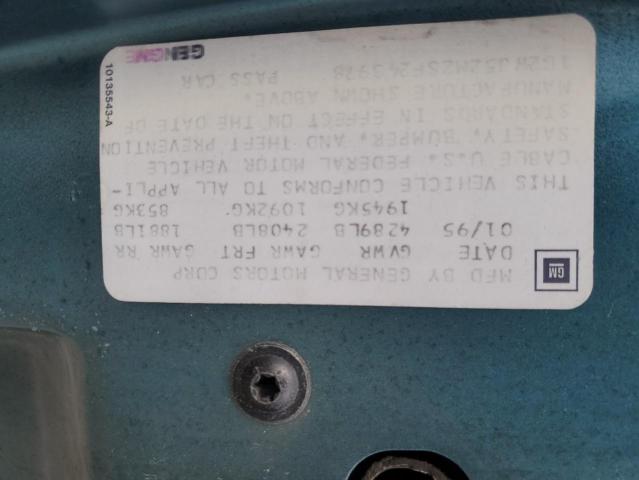 GM
MFD BY GENERAL MOTORS CORP
DATE GVWR GAWR FRT GAWR RR
01/95 4289LB 2408LB 1881LB
1945KG 1092KG 853KG
THIS VEHICLE CONFORMS TO ALL APPLI-
CABLE U.S. FEDERAL MOTOR VEHICLE
SAFETY, BUMPER, AND THEFT PREVENTION
STANDARDS IN EFFECT ON THE DATE OF
MANUFACTURE SHOWN ABOVE.
PASS CAR
10135543-A